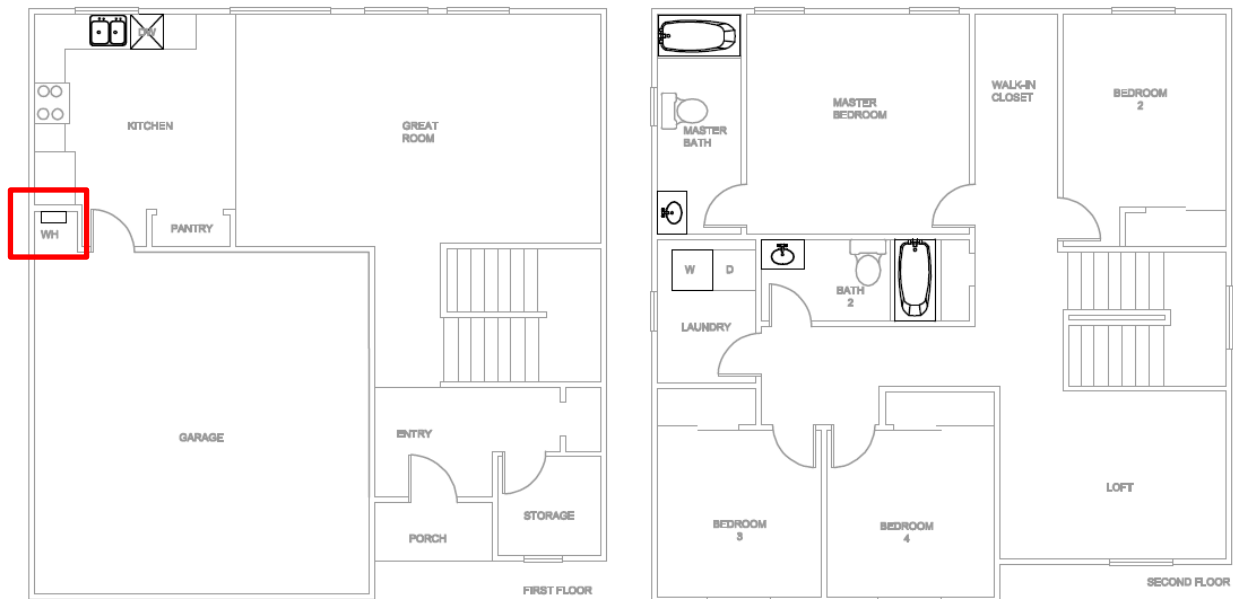 DW
KITCHEN
GREAT
ROOM
WH
PANTRY
GARAGE
ENTRY
STORAGE
PORCH
FIRST FLOOR
MASTER
BATH
MASTER
BEDROOM
WALK-IN
CLOSET
BEDROOM
2
W
D
BATH
2
LAUNDRY
LOFT
BEDROOM
3
BEDROOM
4
SECOND FLOOR